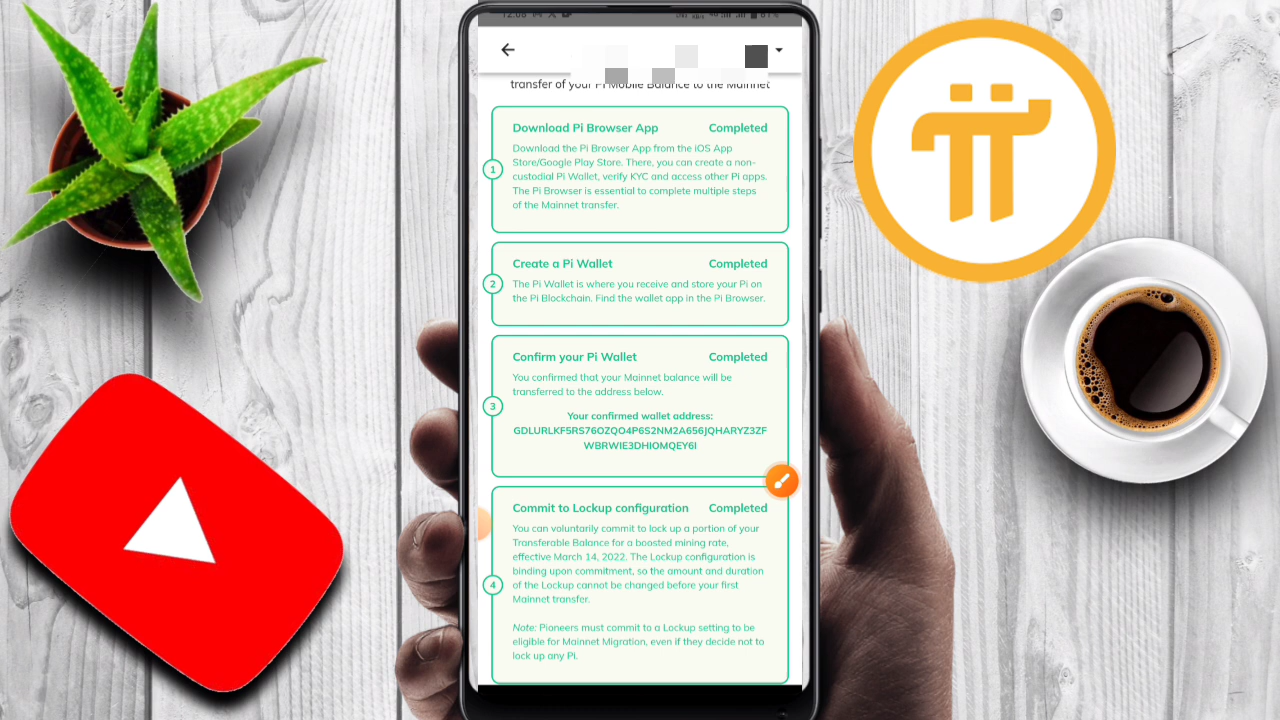 transfer of your Pi Mobile Balance to the Mainnet
Download Pi Browser App Completed
Download the Pi Browser App from the iOS App
Store/Google Play Store. There, you can create a non-
custodial Pi Wallet, verify KYC and access other Pi apps.
The Pi Browser is essential to complete multiple steps
of the Mainnet transfer.
1
Create a Pi Wallet Completed
The Pi Wallet is where you receive and store your Pi on
the Pi Blockchain. Find the wallet app in the Pi Browser.
2
Confirm your Pi Wallet Completed
You confirmed that your Mainnet balance will be
transferred to the address below.
3
Your confirmed wallet address:
GDLURLKF5RS76OZQO4P6S2NM2A656JQHARYZ3ZF
WBRWIE3DHIOMQEY6I
Commit to Lockup configuration Completed
You can voluntarily commit to lock up a portion of your
Transferable Balance for a boosted mining rate,
effective March 14, 2022. The Lockup configuration is
binding upon commitment, so the amount and duration
of the Lockup cannot be changed before your first
Mainnet transfer.
4
Note: Pioneers must commit to a Lockup setting to be
eligible for Mainnet Migration, even if they decide not to
lock up any Pi.